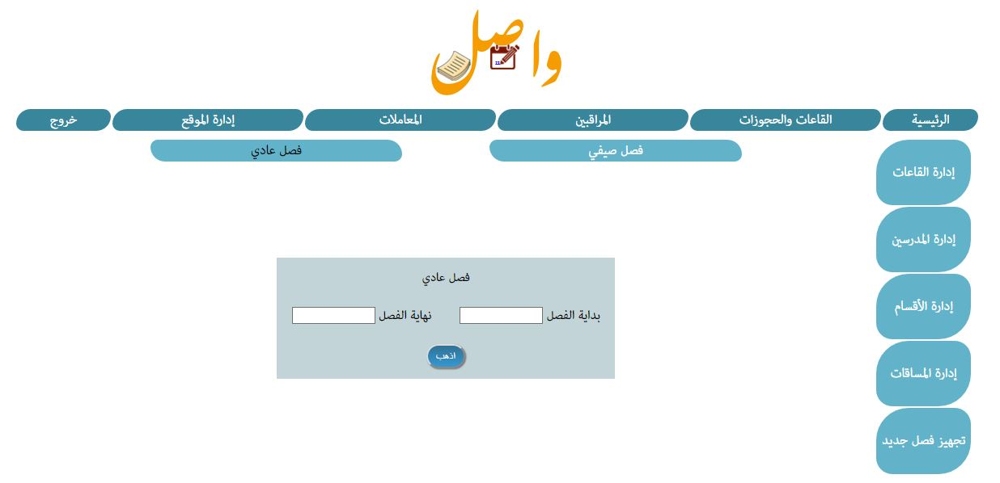 واصل
الرئيسية
القاعات والحجوزات
المراقبين
المعاملات
إدارة الموقع
خروج
فصل صيفي
فصل عادي
إدارة القاعات
إدارة المدرسين
إدارة الأقسام
إدارة المساقات
تجهيز فصل جديد
فصل عادي
بداية الفصل
نهاية الفصل
اذهب